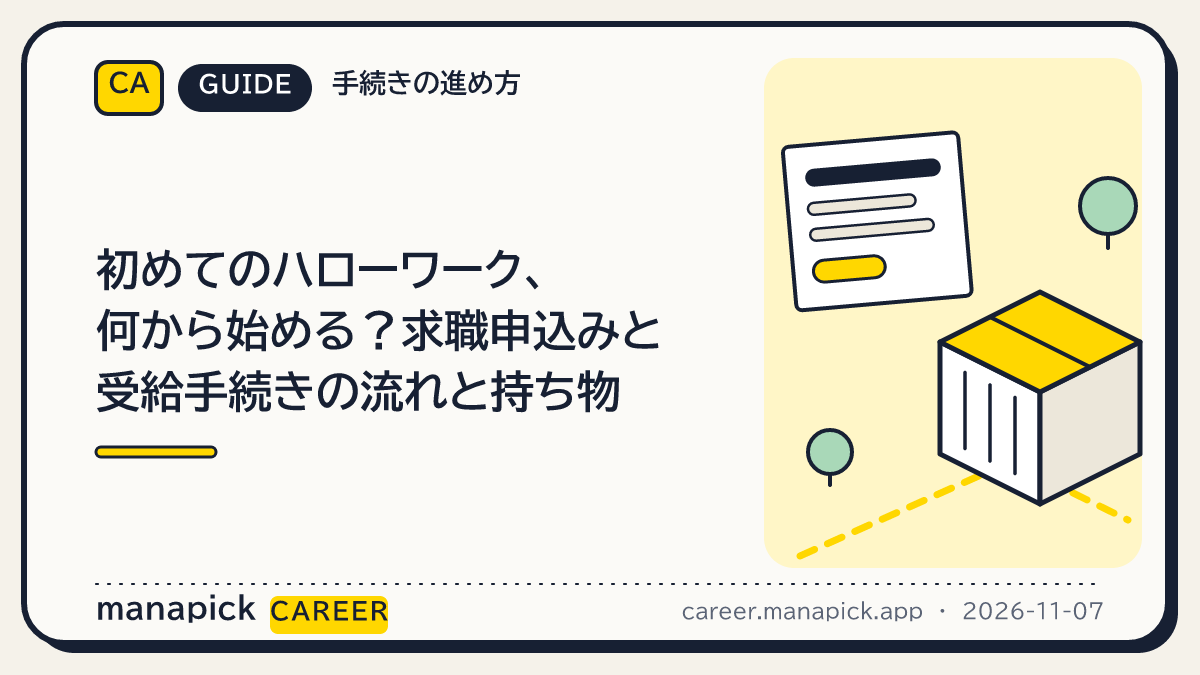 CA GUIDE 手続きの進め方
初めてのハローワーク、
何から始める？求職申込みと
受給手続きの流れと持ち物
manapick CAREER career.manapick.app ・ 2026-11-07